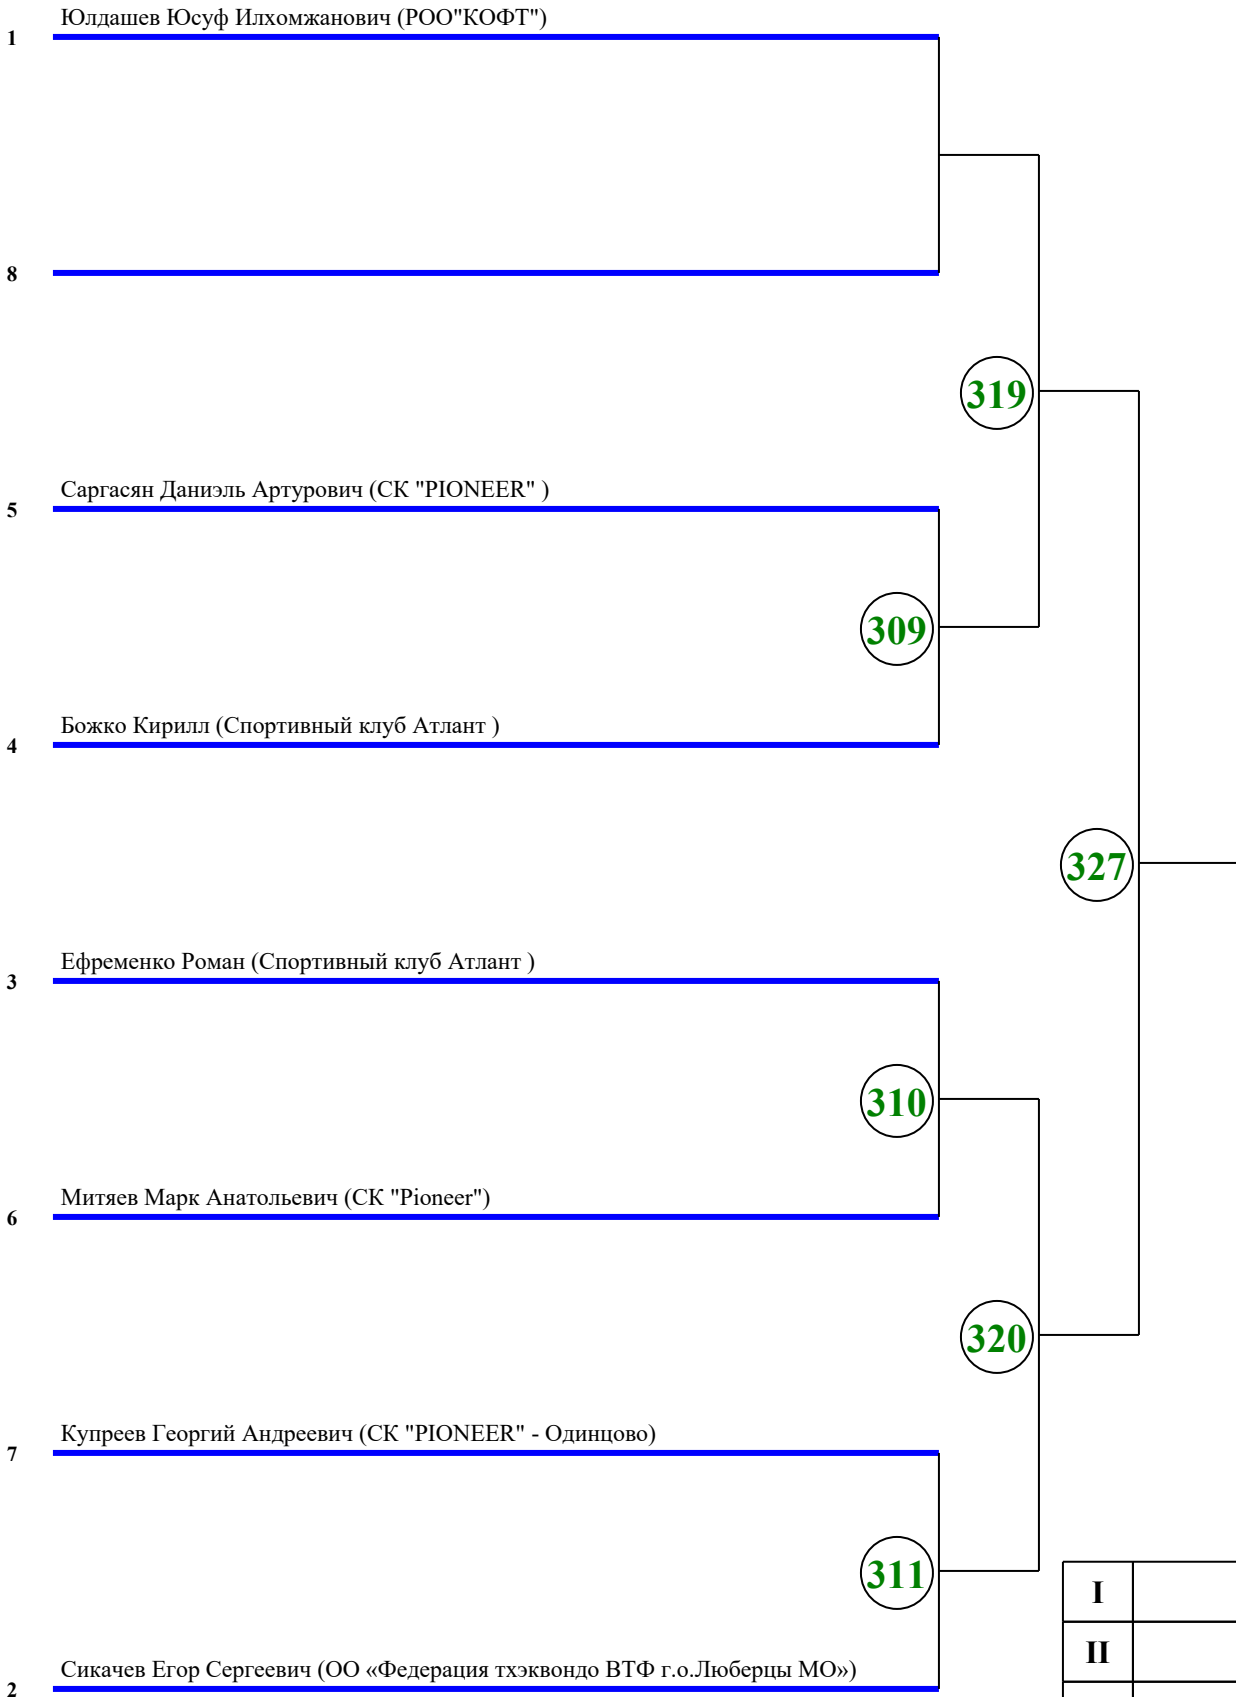 Юлдашев Юсуф Илхомжанович (РОО"КОФТ")
1
8
319
Саргасян Даниэль Артурович (СК "PIONEER" )
5
309
Божко Кирилл (Спортивный клуб Атлант )
4
327
Ефременко Роман (Спортивный клуб Атлант )
3
310
Митяев Марк Анатольевич (СК "Pioneer")
6
320
Купреев Георгий Андреевич (СК "PIONEER" - Одинцово)
7
311
I
II
Сикачев Егор Сергеевич (ОО «Федерация тхэквондо ВТФ г.о.Люберцы МО»)
2